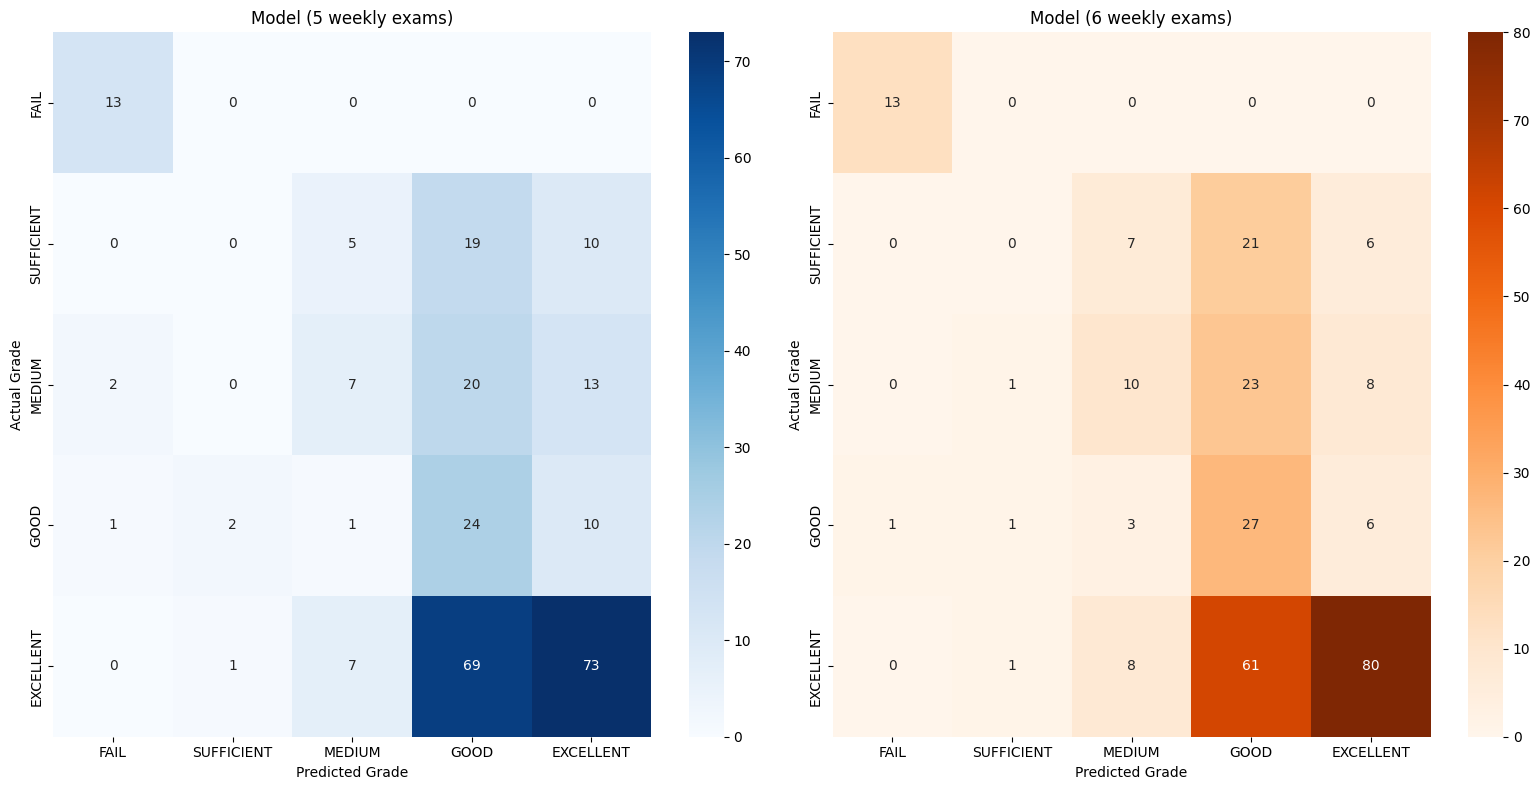 Model (5 weekly exams)
FAIL
SUFFICIENT
MEDIUM
GOOD
EXCELLENT
Actual Grade
13 0 0 0 0
0 0 5 19 10
2 0 7 20 13
1 2 1 24 10
0 1 7 69 73
FAIL SUFFICIENT MEDIUM GOOD EXCELLENT
Predicted Grade
70
60
50
40
30
20
10
0
Model (6 weekly exams)
FAIL
SUFFICIENT
MEDIUM
GOOD
EXCELLENT
Actual Grade
13 0 0 0 0
0 0 7 21 6
0 1 10 23 8
1 1 3 27 6
0 1 8 61 80
FAIL SUFFICIENT MEDIUM GOOD EXCELLENT
Predicted Grade
80
70
60
50
40
30
20
10
0